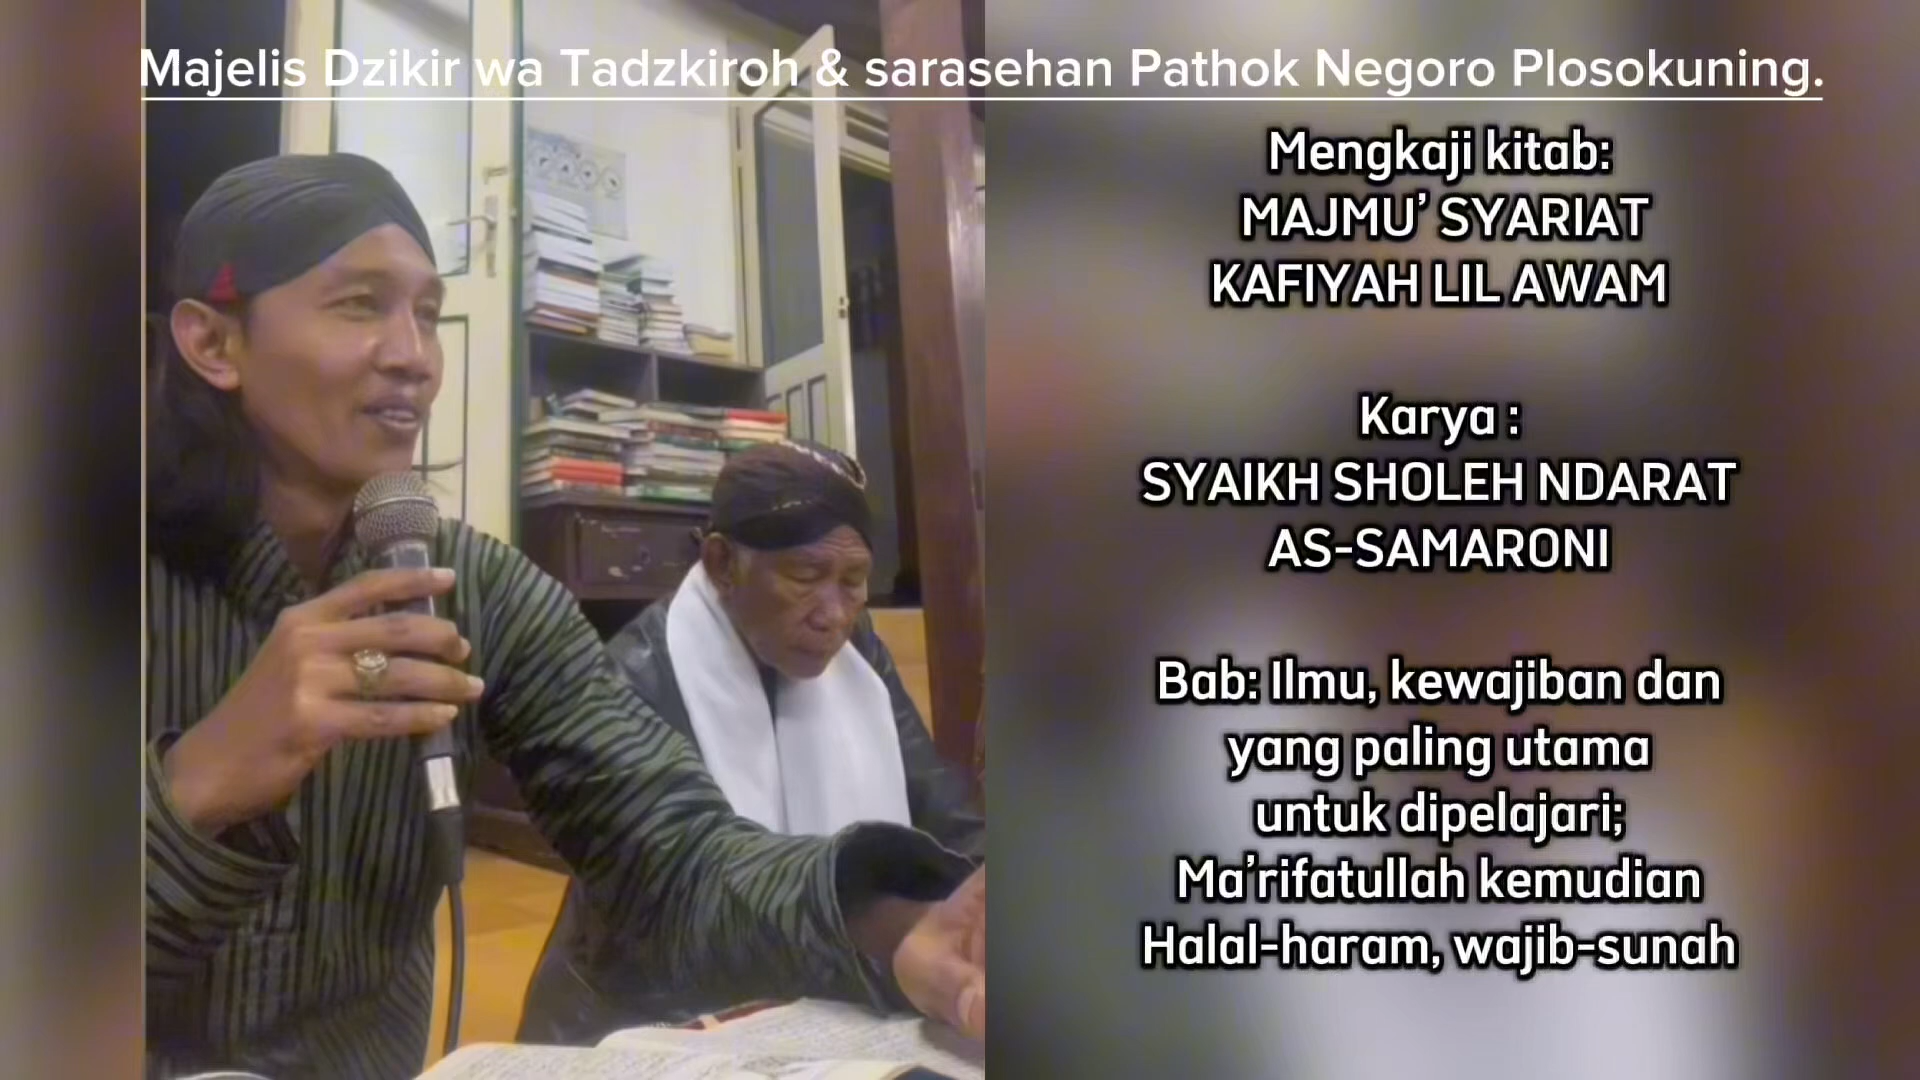 Majelis Dzikir wa Tadzkiroh & sarasehan Pathok Negoro Plosokuning.
Mengkaji kitab:
MAJMU’ SYARIAT
KAFIYAH LIL AWAM
Karya :
SYAIKH SHOLEH NDARAT
AS-SAMARONI
Bab: Ilmu, kewajiban dan
yang paling utama
untuk dipelajari;
Ma’rifatullah kemudian
Halal-haram, wajib-sunah